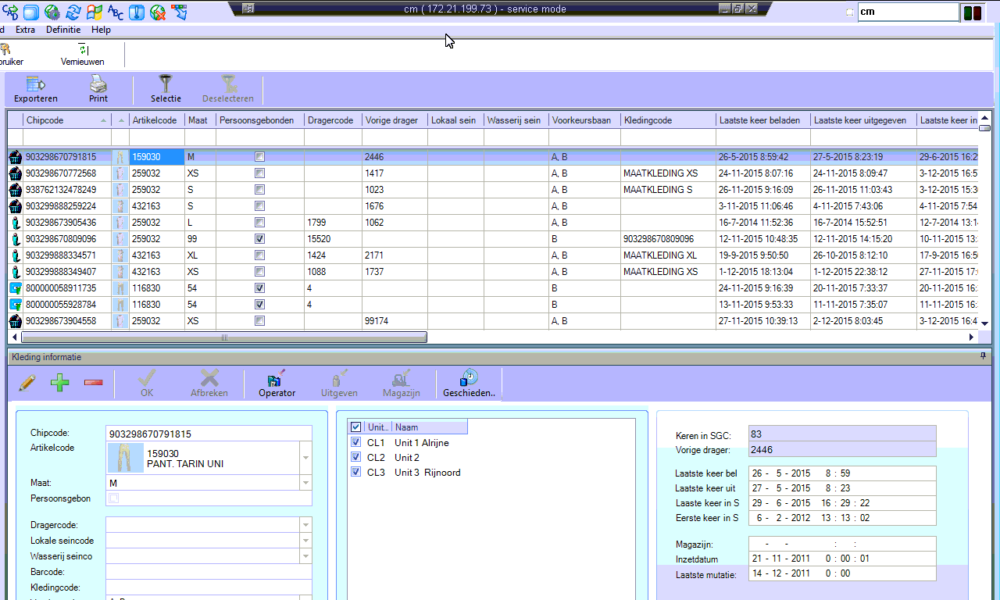 cm ( 172.21.199.73 ) - service mode
cm
d Extra Definitie Help
bruiker Vernieuwen
Exporteren Print Selectie Deselecteren
Chipcode Artikelcode Maat Persoonsgebonden Dragercode Vorige drager Lokaal sein Wasserij sein Voorkeursbaan Kledingcode Laatste keer beladen Laatste keer uitgegeven Laatste keer in
903298670791815 159030 M 2446 A, B 26-5-2015 8:59:42 27-5-2015 8:23:19 29-6-2015 16:2
903298670772568 259032 XS 1417 A, B MAATKLEDING XS 24-11-2015 8:07:16 24-11-2015 8:09:47 3-12-2015 16:5
938762132478249 259032 S 1023 A, B MAATKLEDING S 26-11-2015 9:16:09 26-11-2015 11:03:43 3-12-2015 15:3
903299888259224 432163 S 1676 A, B 3-11-2015 11:06:46 4-11-2015 7:43:06 4-11-2015 7:54
903298673905436 259032 L 1799 1062 A, B 16-7-2014 11:52:36 16-7-2014 15:52:51 12-7-2014 13:1
903298670809096 259032 99 15520 B 903298670809096 12-11-2015 10:48:35 12-11-2015 14:15:20 10-11-2015 13:
903299888334571 432163 XL 1424 2171 A, B MAATKLEDING XL 19-9-2015 9:50:50 26-10-2015 8:12:10 17-9-2015 16:5
903299888349407 432163 XS 1088 1737 A, B MAATKLEDING XS 1-12-2015 18:13:04 1-12-2015 22:38:12 27-11-2015 17:
800000058911735 116830 54 4 B 24-11-2015 9:16:39 20-11-2015 7:33:37 20-11-2015 16:
800000055928784 116830 54 4 B 13-11-2015 9:53:33 11-11-2015 7:35:07 11-11-2015 16:
903298673904558 259032 XS 99174 A, B 27-11-2015 10:39:13 2-12-2015 8:03:45 3-12-2015 16:4
Kleding informatie
OK Afbreken Operator Uitgeven Magazijn Geschieden..
Chipcode: 903298670791815
Artikelcode 159030
PANT. TARIN UNI
Maat: M
Persoonsgebon
Dragercode:
Lokale seincode
Wasserij seinco
Barcode:
Kledingcode:
Unit.. Naam
CL1 Unit 1 Alrijne
CL2 Unit 2
CL3 Unit 3 Rijnoord
Keren in SGC: 83
Vorige drager: 2446
Laatste keer bel 26 - 5 - 2015 8 : 59
Laatste keer uit 27 - 5 - 2015 8 : 23
Laaste keer in S 29 - 6 - 2015 16 : 29 : 22
Eerste keer in S 6 - 2 - 2012 13 : 13 : 02
Magazijn: - - : :
Inzetdatum 21 - 11 - 2011 0 : 00 : 01
Laatste mutatie: 14 - 12 - 2011 0 : 00